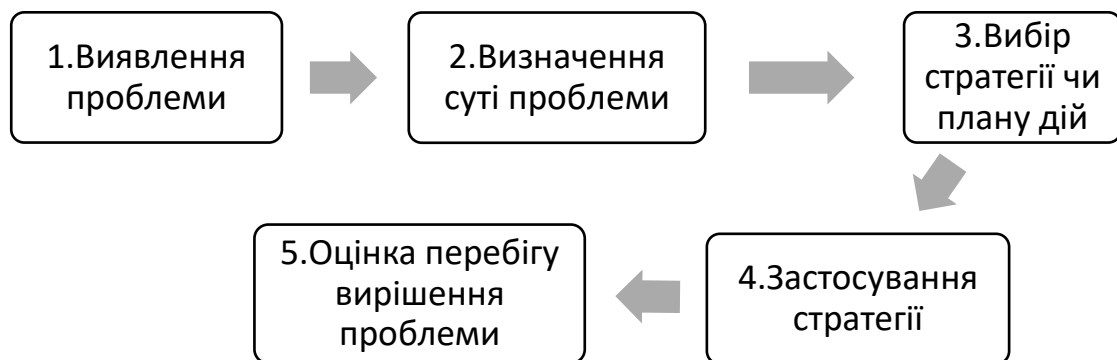 1.Виявлення
проблеми
2.Визначення
суті проблеми
3.Вибір
стратегії чи
плану дій
4.Застосування
стратегії
5.Оцінка перебігу
вирішення
проблеми